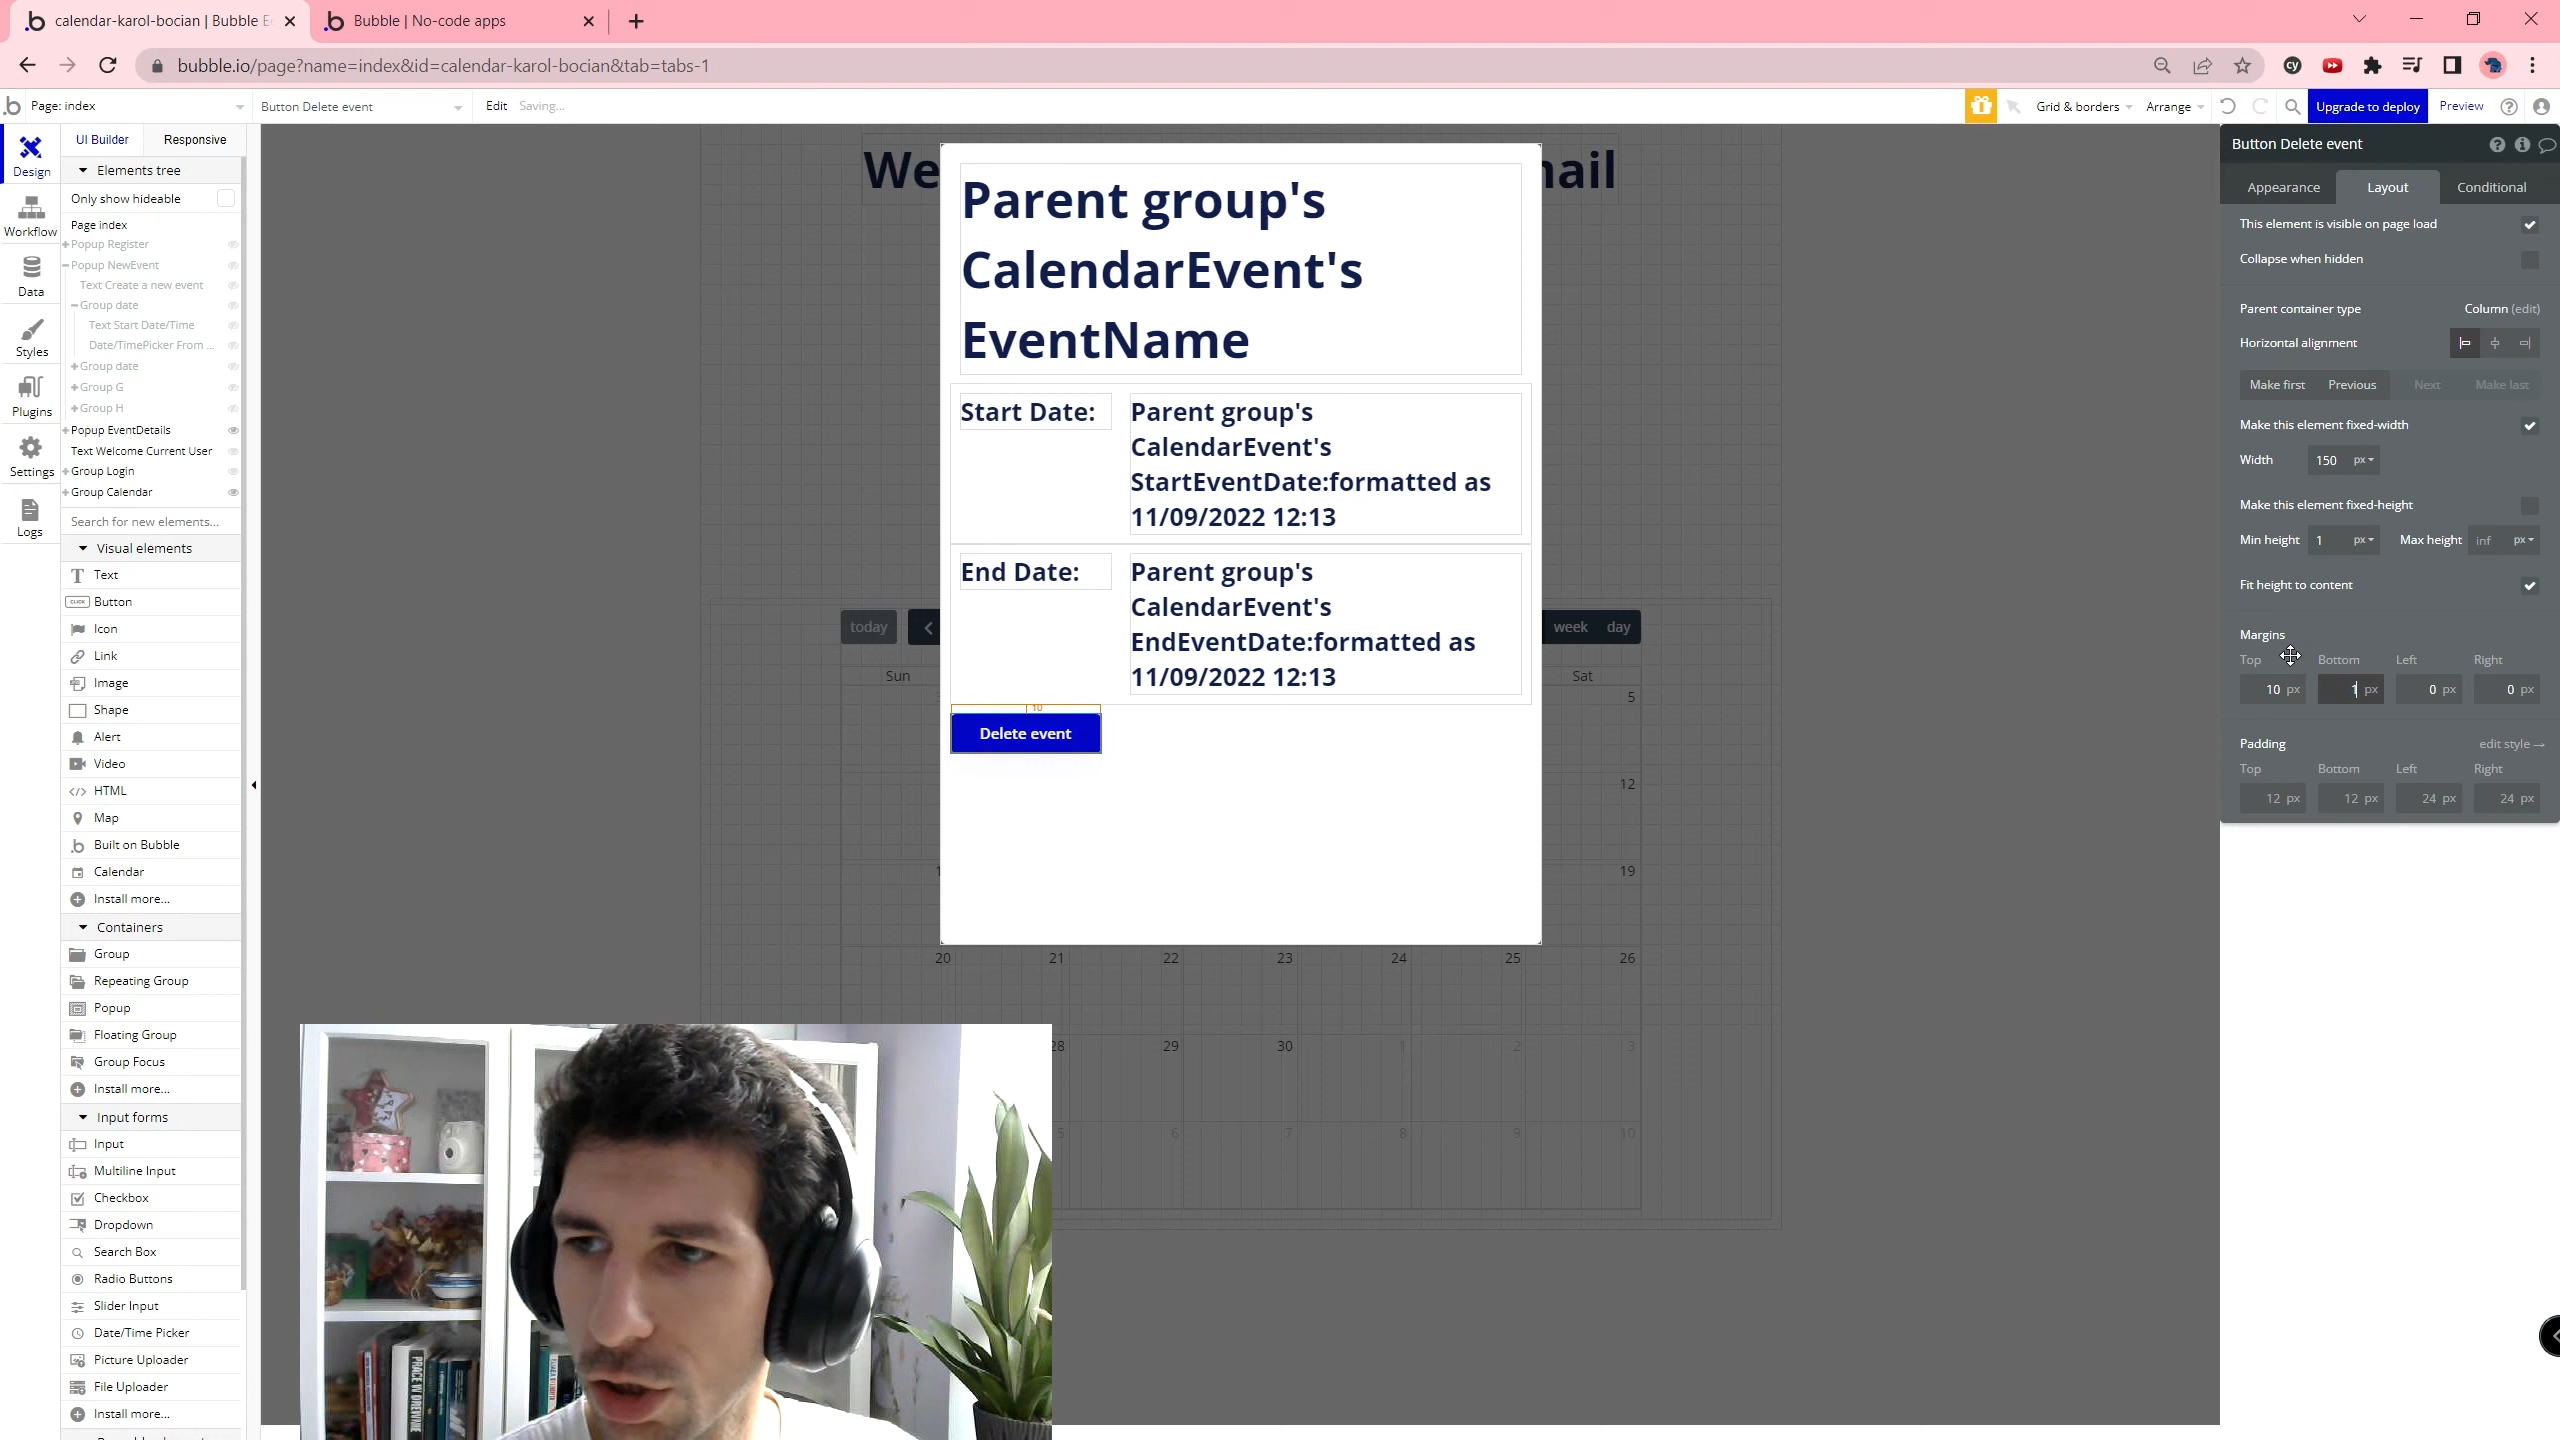 calendar-karol-bocian | Bubble E
Bubble | No-code apps
bubble.io/page?name=index&id=calendar-karol-bocian&tab=tabs-1
Page: index
Button Delete event
Edit
Saving...
Grid & borders
Arrange
Upgrade to deploy
Preview
Design
Workflow
Data
Styles
Plugins
Settings
Logs
UI Builder
Responsive
Elements tree
Only show hideable
Page index
Popup Register
Popup NewEvent
Text Create a new event
Group date
Text Start Date/Time
Date/TimePicker From ...
Group date
Group G
Group H
Popup EventDetails
Text Welcome Current User
Group Login
Group Calendar
Search for new elements...
Visual elements
Text
CLICK Button
Icon
Link
Image
Shape
Alert
Video
HTML
Map
Built on Bubble
Calendar
Install more...
Containers
Group
Repeating Group
Popup
Floating Group
Group Focus
Install more...
Input forms
Input
Multiline Input
Checkbox
Dropdown
Search Box
Radio Buttons
Slider Input
Date/Time Picker
Picture Uploader
File Uploader
Install more...
We
nail
Parent group's
CalendarEvent's
EventName
Start Date:
Parent group's
CalendarEvent's
StartEventDate:formatted as
11/09/2022 12:13
End Date:
Parent group's
CalendarEvent's
EndEventDate:formatted as
11/09/2022 12:13
10
Delete event
today
week day
Sun
Sat
5
12
19
20 21 22 23 24 25 26
28 29 30 1 2 3
5 6 7 8 9 10
PRACE W DREWNIE
Button Delete event
Appearance
Layout
Conditional
This element is visible on page load
Collapse when hidden
Parent container type
Column (edit)
Horizontal alignment
Make first
Previous
Next
Make last
Make this element fixed-width
Width 150 px
Make this element fixed-height
Min height 1 px
Max height inf px
Fit height to content
Margins
Top Bottom Left Right
10 px 1 px 0 px 0 px
Padding
edit style →
Top Bottom Left Right
12 px 12 px 24 px 24 px